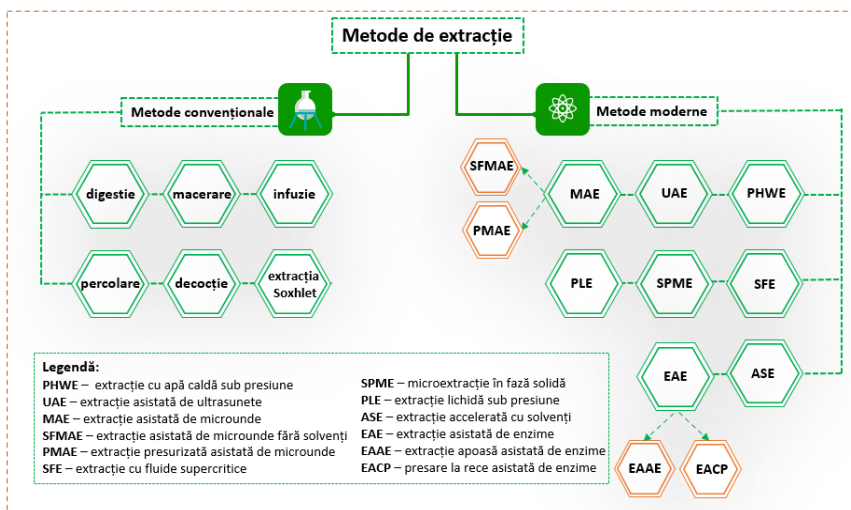 Metode de extracție
Metode convenționale
Metode moderne
digestie
macerare
infuzie
percolare
decocție
extracția
Soxhlet
SFMAE
PMAE
MAE
UAE
PHWE
PLE
SPME
SFE
EAE
ASE
EAAE
EACP
Legendă:
PHWE – extracție cu apă caldă sub presiune
UAE – extracție asistată de ultrasunete
MAE – extracție asistată de microunde
SFMAE – extracție asistată de microunde fără solvenți
PMAE – extracție presurizată asistată de microunde
SFE – extracție cu fluide supercritice
SPME – microextracție în fază solidă
PLE – extracție lichidă sub presiune
ASE – extracție accelerată cu solvenți
EAE – extracție asistată de enzime
EAAE – extracție apoasă asistată de enzime
EACP – presare la rece asistată de enzime